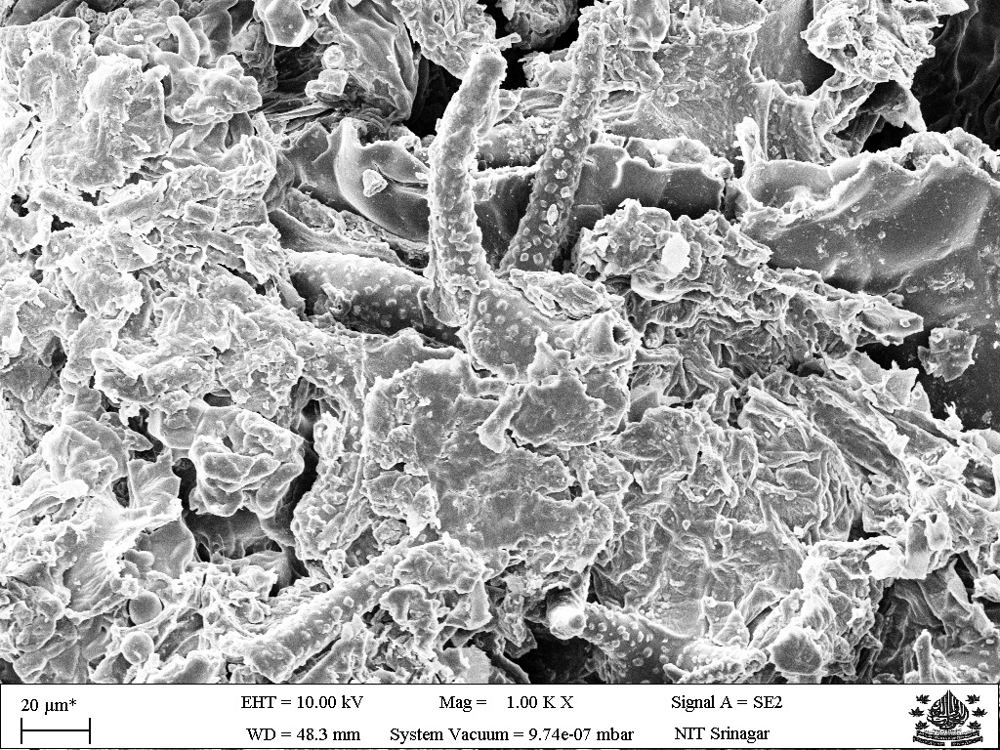 20 µm*
EHT = 10.00 kV
Mag = 1.00 K X
Signal A = SE2
WD = 48.3 mm
System Vacuum = 9.74e-07 mbar
NIT Srinagar